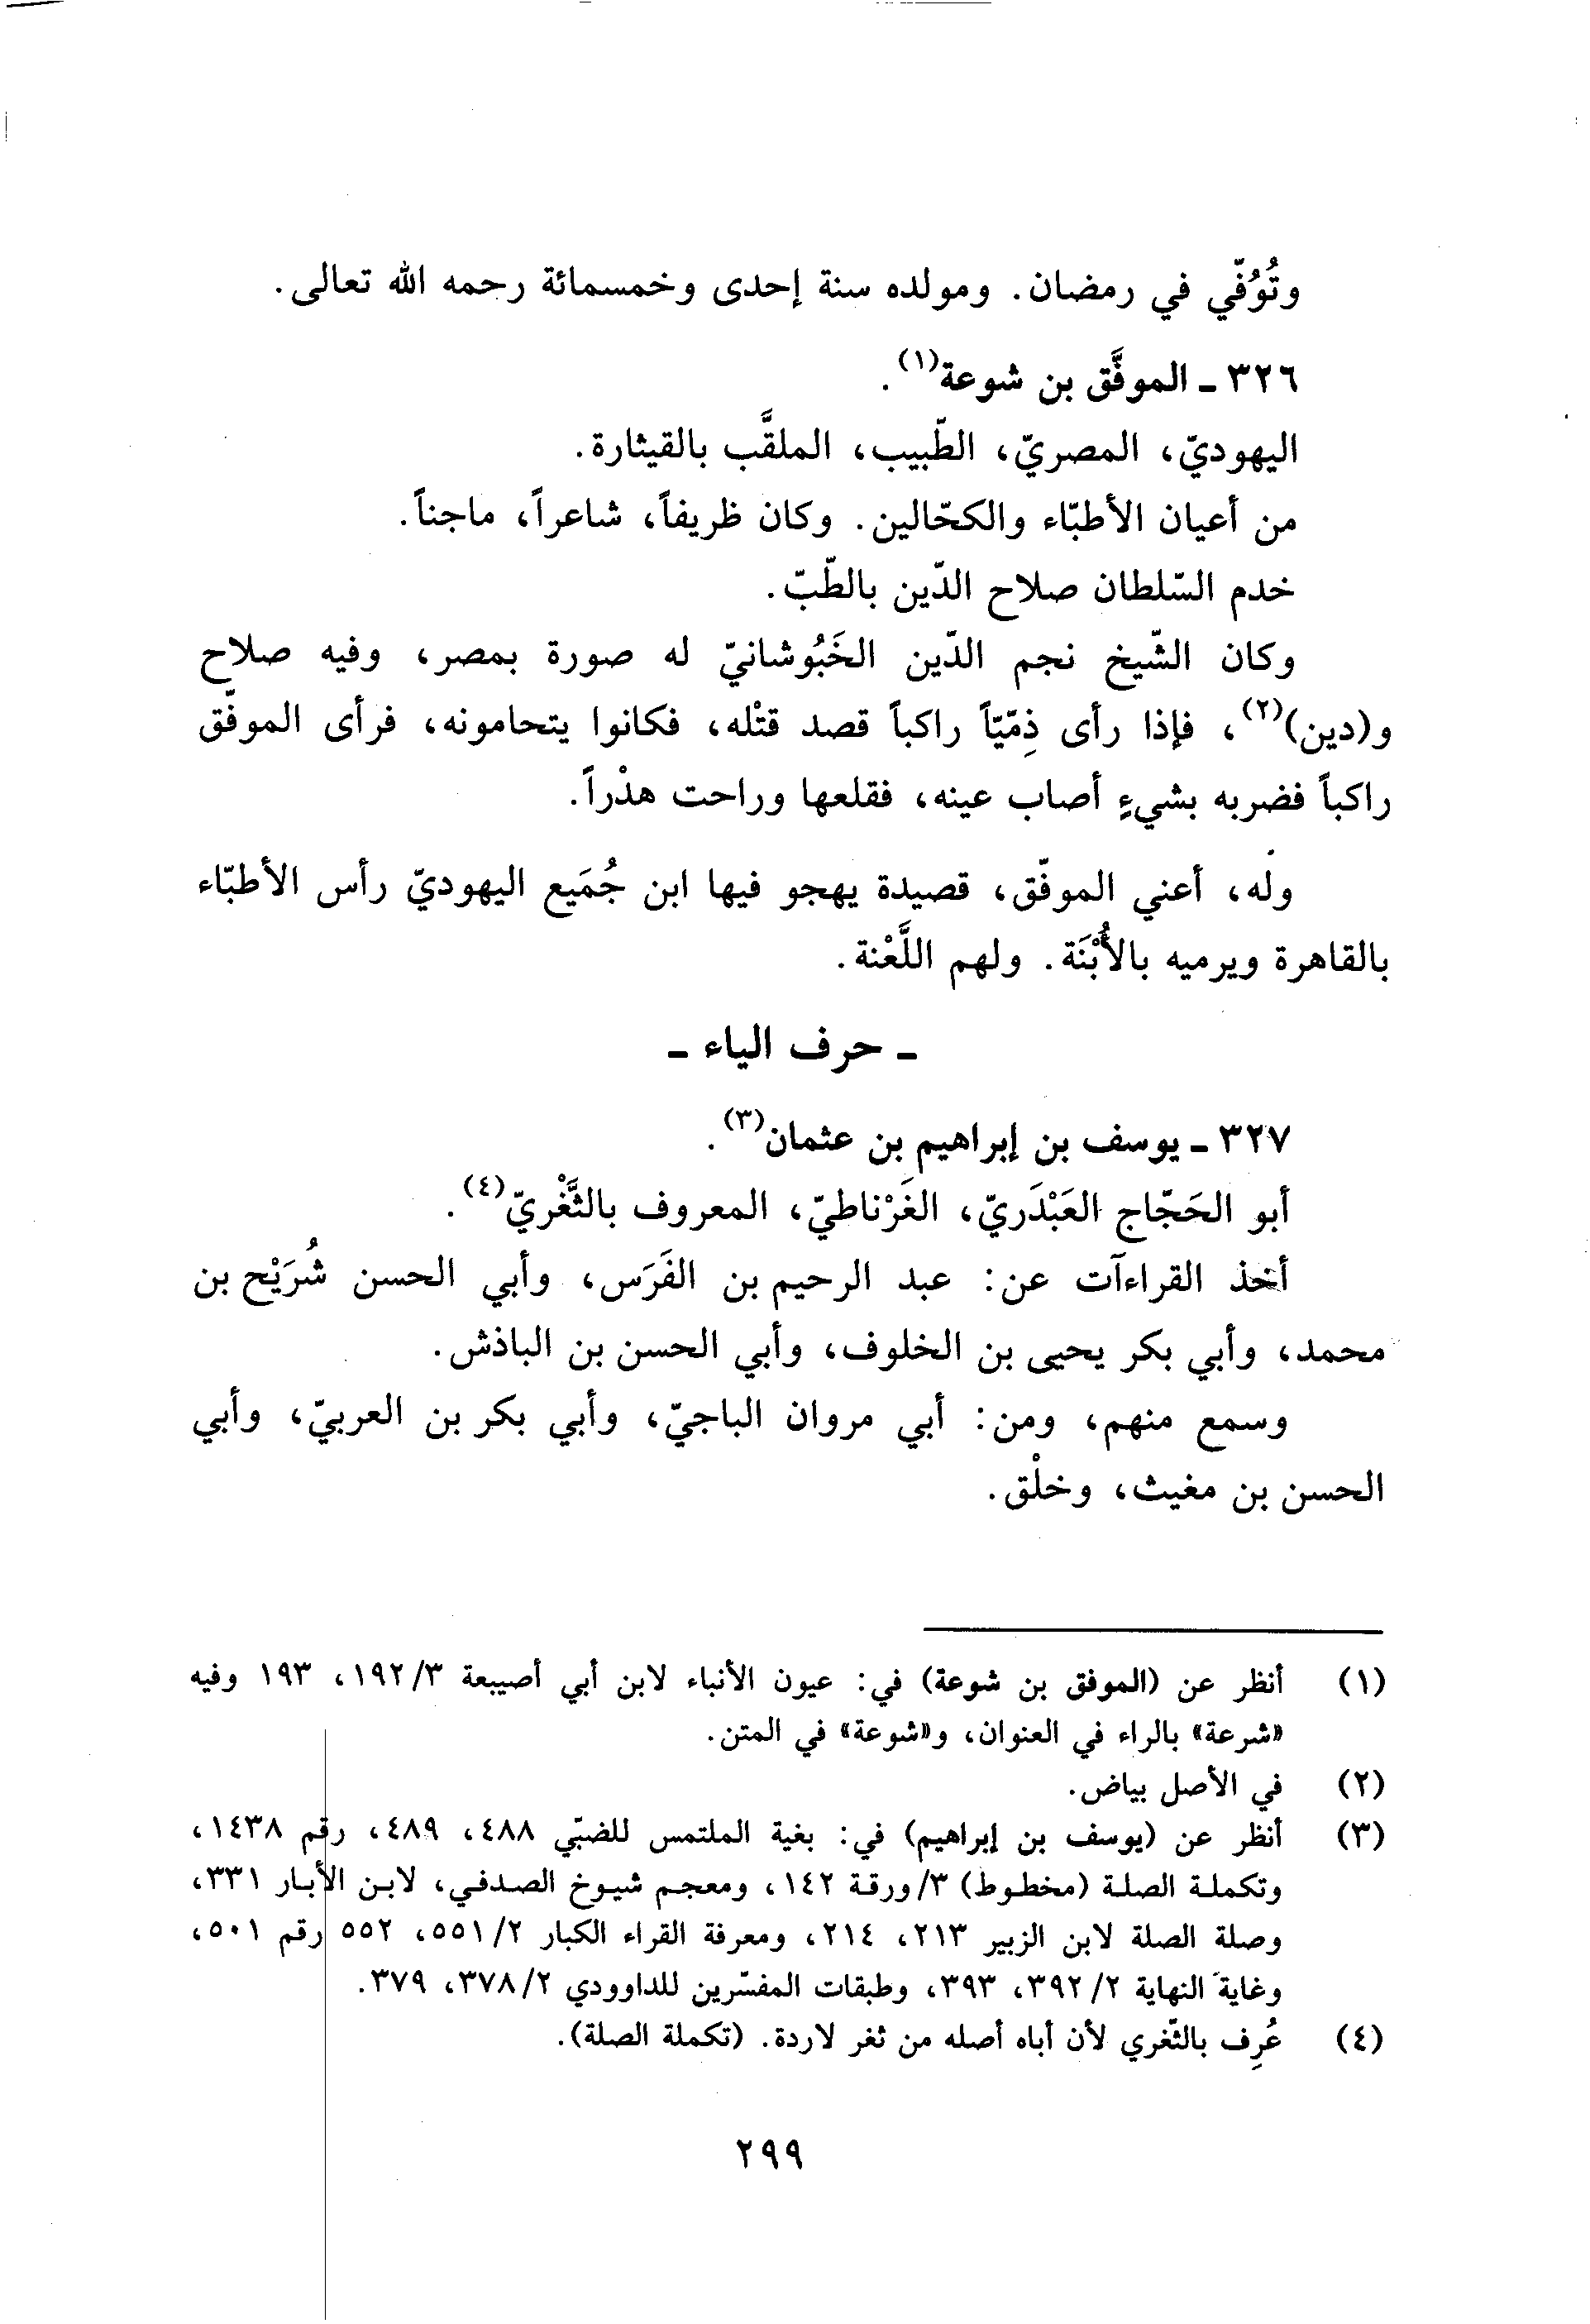 وتُوُفّي في رمضان. ومولده سنة إحدى وخمسمائة رحمه الله تعالى.
٣٢٦ ـ الموفَّق بن شوعة(١).
اليهوديّ، المصريّ، الطّبيب، الملقَّب بالقيثارة.
من أعيان الأطبّاء والكحّالين. وكان ظريفاً، شاعراً، ماجناً.
خدم السّلطان صلاح الدّين بالطّبّ.
وكان الشّيخ نجم الدّين الخَبُوشانيّ له صورة بمصر، وفيه صلاح
و(دين)(٢)، فإذا رأى ذِمّيّاً راكباً قصد قتْله، فكانوا يتحامونه، فرأى الموفّق
راكباً فضربه بشيءٍ أصاب عينه، فقلعها وراحت هذْراً.
وله، أعني الموفّق، قصيدة يهجو فيها ابن جُمَيع اليهوديّ رأس الأطبّاء
بالقاهرة ويرميه بالأُبْنَة. ولهم اللَّعْنة.
ـ حرف الياء ـ
٣٢٧ ـ يوسف بن إبراهيم بن عثمان(٣).
أبو الحَجّاج العَبْدَريّ، الغَرْناطيّ، المعروف بالثَّغْريّ(٤).
أخذ القراءآت عن: عبد الرحيم بن الفَرَس، وأبي الحسن شُرَيْح بن
محمد، وأبي بكر يحيى بن الخلوف، وأبي الحسن بن الباذش.
وسمع منهم، ومن: أبي مروان الباجيّ، وأبي بكر بن العربيّ، وأبي
الحسن بن مغيث، وخلْق.
(١) أنظر عن (الموفق بن شوعة) في: عيون الأنباء لابن أبي أصيبعة ١٩٢/٣، ١٩٣ وفيه
«شرعة» بالراء في العنوان، و«شوعة» في المتن.
(٢) في الأصل بياض.
(٣) أنظر عن (يوسف بن إبراهيم) في: بغية الملتمس للضبّي ٤٨٨، ٤٨٩، رقم ١٤٣٨،
وتكملة الصلة (مخطوط) ٣/ورقة ١٤٢، ومعجم شيوخ الصدفي، لابن الأبار ٣٣١،
وصلة الصلة لابن الزبير ٢١٣، ٢١٤، ومعرفة القراء الكبار ٥٥١/٢، ٥٥٢ رقم ٥٠١،
وغاية النهاية ٣٩٢/٢، ٣٩٣، وطبقات المفسّرين للداوودي ٣٧٨/٢، ٣٧٩.
(٤) عُرِف بالثّغري لأن أباه أصله من ثغر لاردة. (تكملة الصلة).
٢٩٩